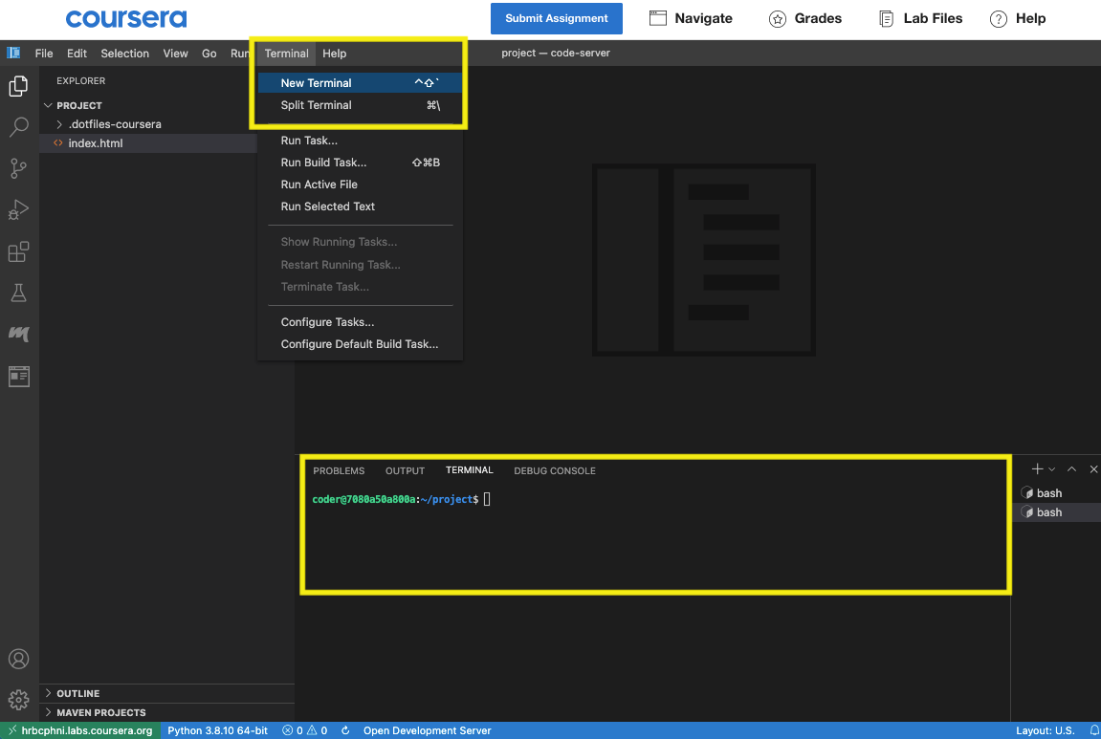 coursera
Submit Assignment
Navigate
Grades
Lab Files
Help
File Edit Selection View Go Run Terminal Help
project — code-server
EXPLORER
PROJECT
.dotfiles-coursera
index.html
New Terminal ^⇧`
Split Terminal ⌘\
Run Task...
Run Build Task... ⇧⌘B
Run Active File
Run Selected Text
Show Running Tasks...
Restart Running Task...
Terminate Task...
Configure Tasks...
Configure Default Build Task...
PROBLEMS OUTPUT TERMINAL DEBUG CONSOLE
coder@7080a50a800a:~/project$
bash
bash
OUTLINE
MAVEN PROJECTS
hrbcphni.labs.coursera.org Python 3.8.10 64-bit 0 0 Open Development Server Layout: U.S.